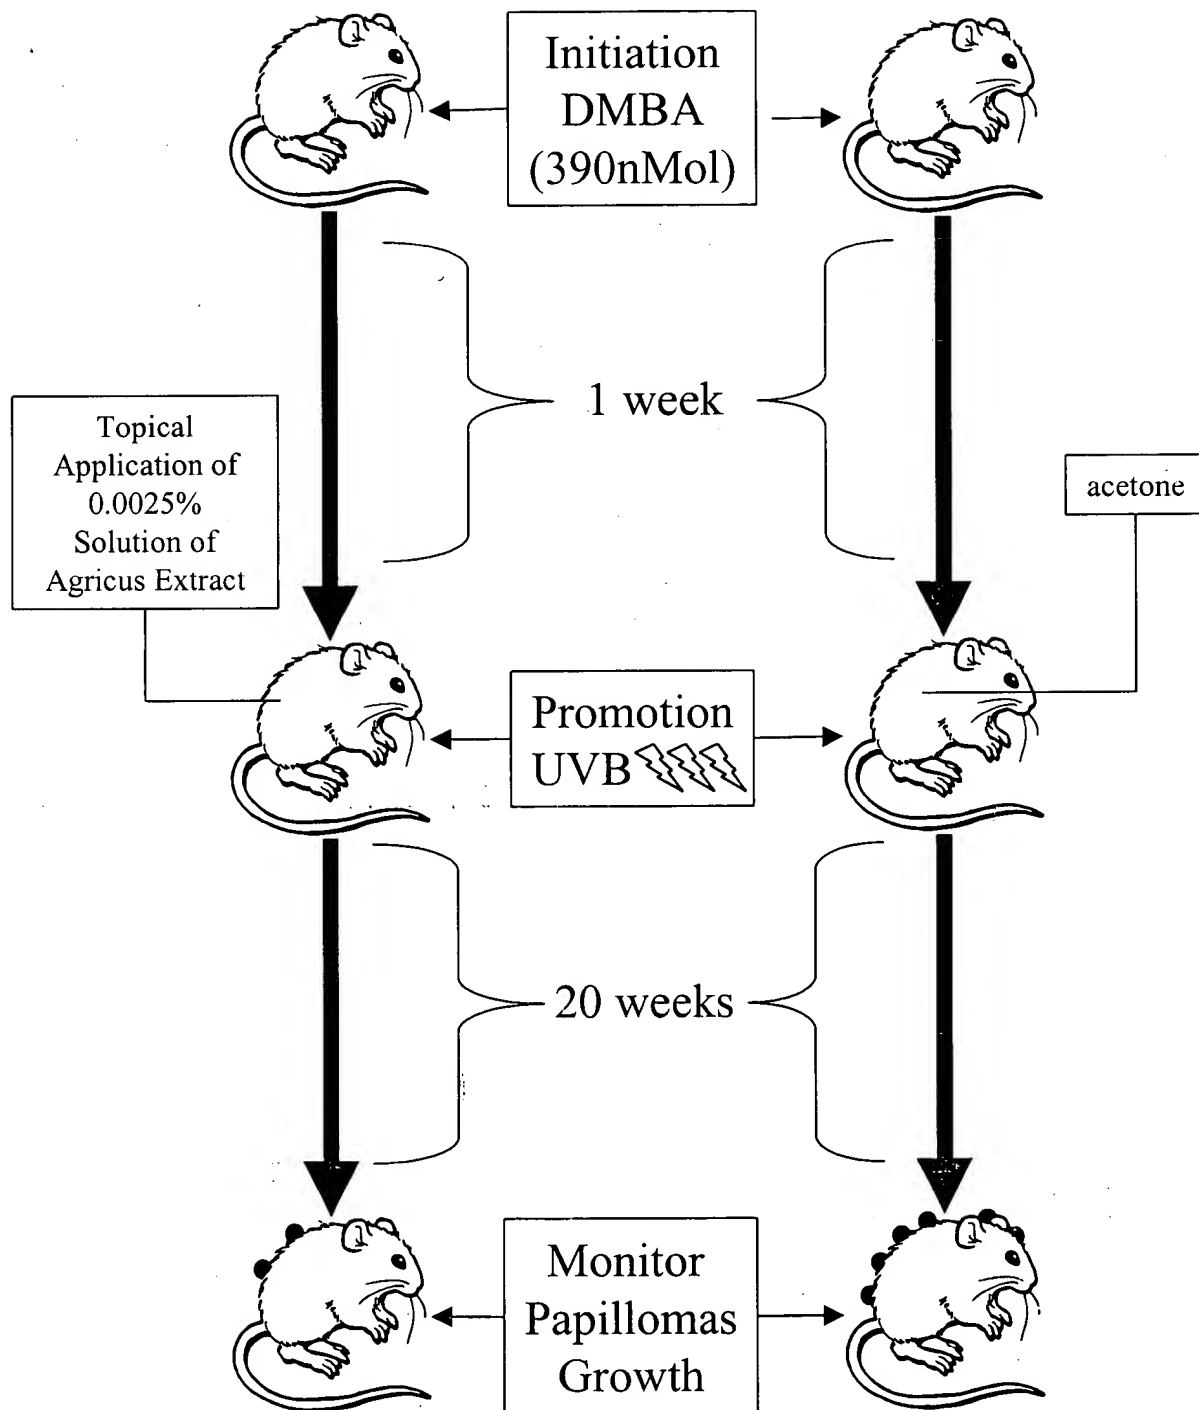 Initiation
DMBA
(390nMol)
1 week
Topical
Application of
0.0025%
Solution of
Agricus Extract
acetone
Promotion
UVB
20 weeks
Monitor
Papillomas
Growth